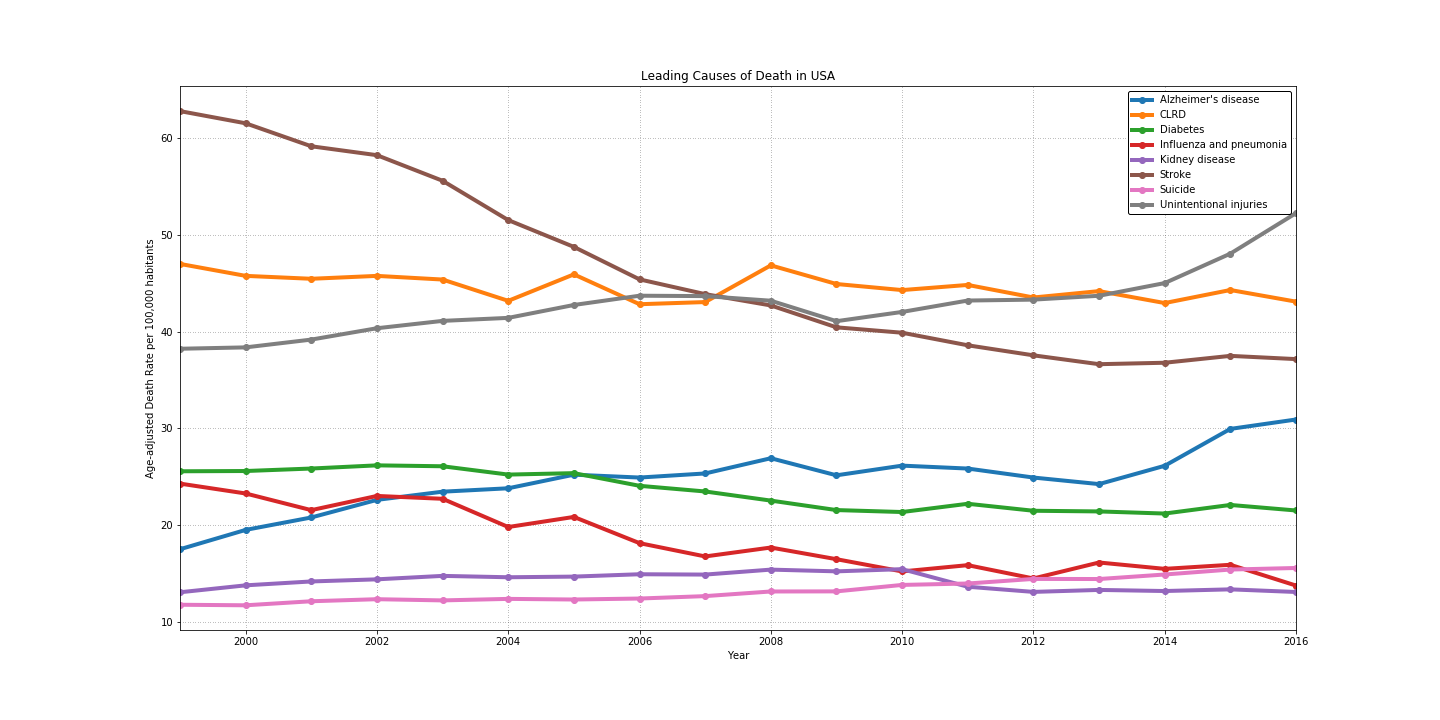 Leading Causes of Death in USA
Alzheimer's disease
CLRD
Diabetes
Influenza and pneumonia
Kidney disease
Stroke
Suicide
Unintentional injuries
Age-adjusted Death Rate per 100,000 habitants
60
50
40
30
20
10
2000 2002 2004 2006 2008 2010 2012 2014 2016
Year